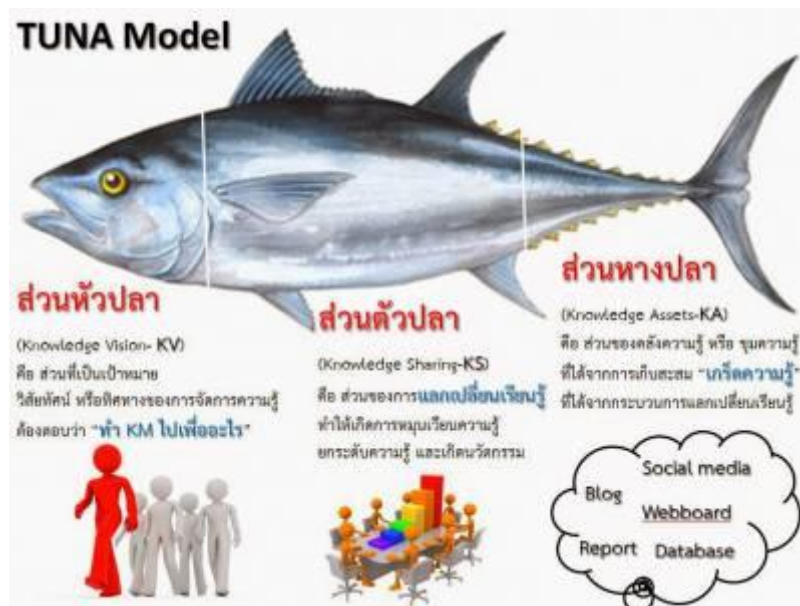 TUNA Model
ส่วนหัวปลา
(Knowledge Vision- KV)
คือ ส่วนที่เป็นเป้าหมาย
วิสัยทัศน์ หรือทิศทางของการจัดการความรู้
ต้องตอบว่า “ทำ KM ไปเพื่ออะไร”
ส่วนตัวปลา
(Knowledge Sharing-KS)
คือ ส่วนของการแลกเปลี่ยนเรียนรู้
ทำให้เกิดการหมุนเวียนความรู้
ยกระดับความรู้ และเกิดนวัตกรรม
ส่วนหางปลา
(Knowledge Assets-KA)
คือ ส่วนของคลังความรู้ หรือ ขุมความรู้
ที่ได้จากการเก็บสะสม “เกร็ดความรู้”
ที่ได้จากกระบวนการแลกเปลี่ยนเรียนรู้
Social media
Blog
Webboard
Report Database